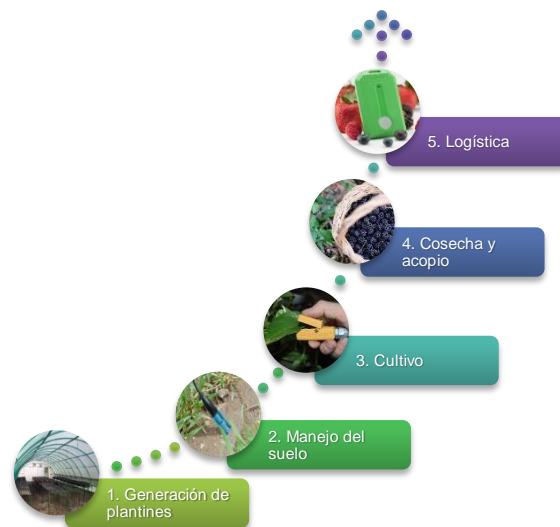 5. Logística
4. Cosecha y
acopio
3. Cultivo
2. Manejo del
suelo
1. Generación de
plantines